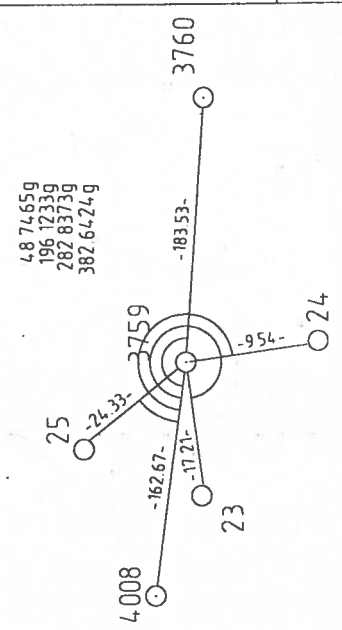 48 7465g
196 1233g
282 8373g
382.6424g
3760
3759
-183.53-
25
-24.33-
4008
-162.67-
-17.21-
23
-9.54-
24